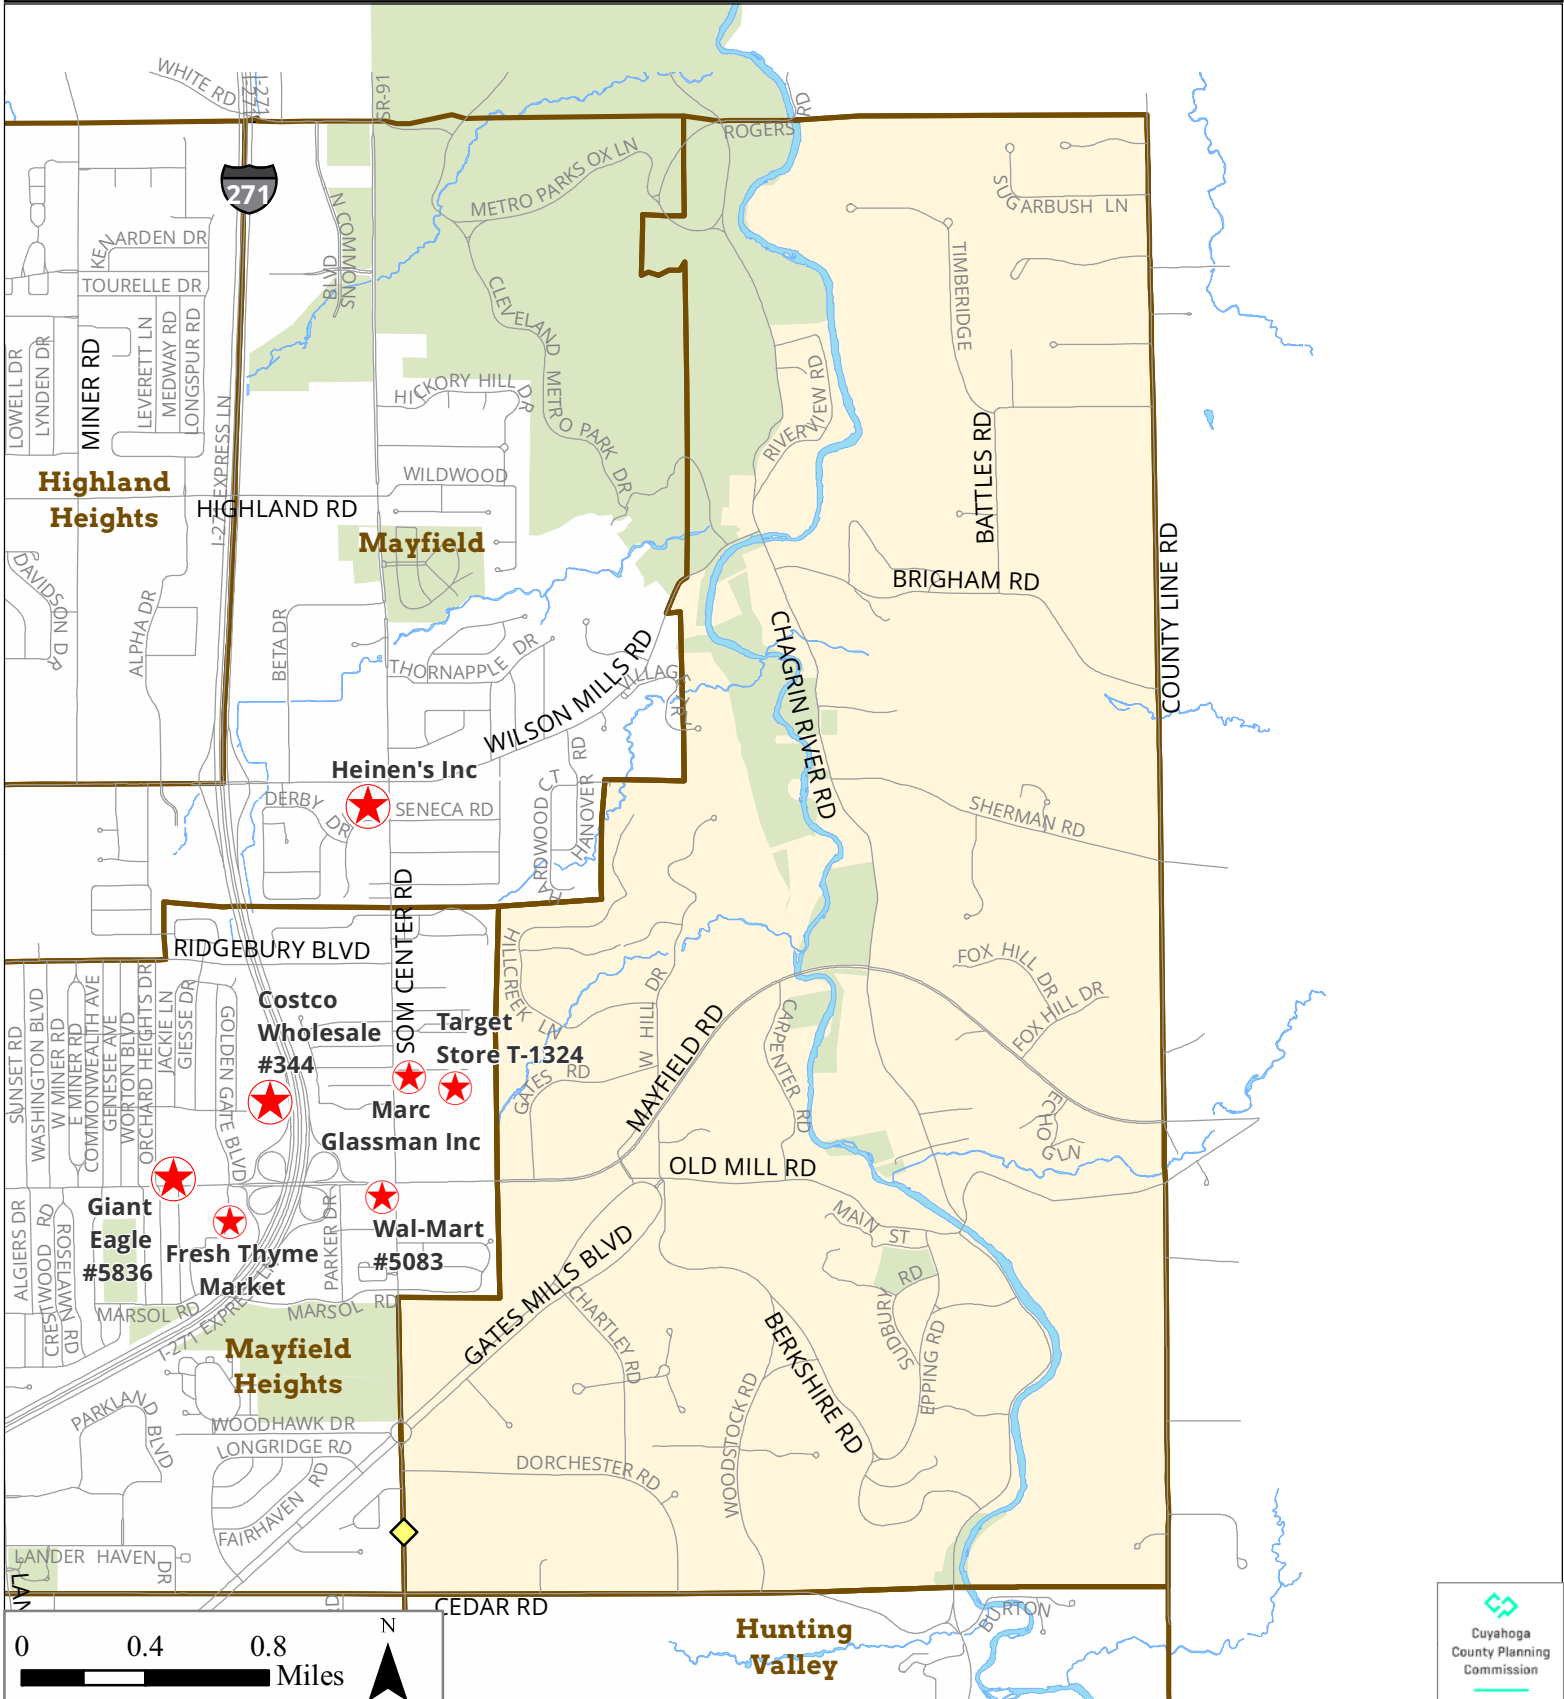 WHITE RD
I-271
I-271
SR-91
RD
ROGERS
271
METRO PARKS OX LN
SUGARBUSH LN
N COMMONS
BLVD
KENARDEN DR
TOURELLE DR
TIMBERIDGE
CLEVELAND METRO PARK DR
LOWELL DR
LYNDEN DR
MINER RD
LEVERETT LN
MEDWAY RD
LONGSPUR RD
HICKORY HILL DR
RIVERVIEW RD
I-271 EXPRESS LN
BATTLES RD
WILDWOOD
Highland
Heights
HIGHLAND RD
Mayfield
COUNTY LINE RD
DAVIDSON DR
ALPHA DR
BETA DR
BRIGHAM RD
THORNAPPLE DR
WILSON MILLS RD
VILLAGE TRL
CHAGRIN RIVER RD
Heinen's Inc
DERBY DR
SENECA RD
HARDWOOD CT
HANOVER RD
SHERMAN RD
SOM CENTER RD
RIDGEBURY BLVD
HILLCREEK LN
FOX HILL DR
FOX HILL DR
SUNSET RD
WASHINGTON BLVD
W MINER RD
E MINER RD
COMMONWEALTH AVE
GENESEE AVE
WORTON BLVD
ORCHARD HEIGHTS DR
JACKIE LN
GIESSE DR
GOLDEN GATE BLVD
Costco
Wholesale
#344
Target
Store T-1324
W HILL DR
GATES RD
MAYFIELD RD
CARPENTER RD
Marc
Glassman Inc
ECHO GLN
OLD MILL RD
Giant
Eagle
#5836
Fresh Thyme
Market
Wal-Mart
#5083
ALGIERS DR
CRESTWOOD RD
ROSELAWN RD
PARKER DR
MAIN ST
GATES MILLS BLVD
SUDBURY RD
MARSOL RD
MARSOL RD
I-271 EXPRESS LN
CHARTLEY RD
BERKSHIRE RD
EPPING RD
Mayfield
Heights
PARKLAND BLVD
WOODHAWK DR
LONGRIDGE RD
WOODSTOCK RD
DORCHESTER RD
FAIRHAVEN RD
LANDER HAVEN DR
LAN
D
CEDAR RD
BURTON
Hunting
Valley
0 0.4 0.8
Miles
N
Cuyahoga
County Planning
Commission